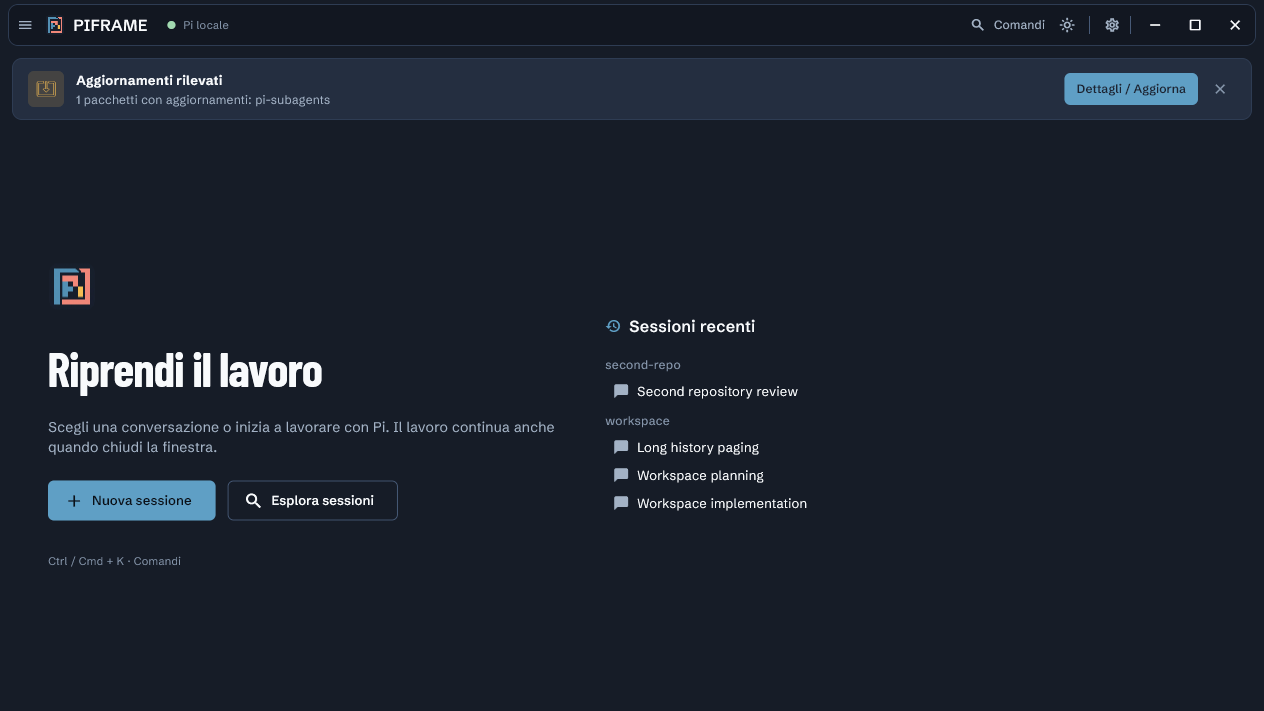 PIFRAME
Pi locale
Comandi
Aggiornamenti rilevati
1 pacchetti con aggiornamenti: pi-subagents
Dettagli / Aggiorna
Riprendi il lavoro
Scegli una conversazione o inizia a lavorare con Pi. Il lavoro continua anche
quando chiudi la finestra.
Nuova sessione
Esplora sessioni
Ctrl / Cmd + K · Comandi
Sessioni recenti
second-repo
Second repository review
workspace
Long history paging
Workspace planning
Workspace implementation